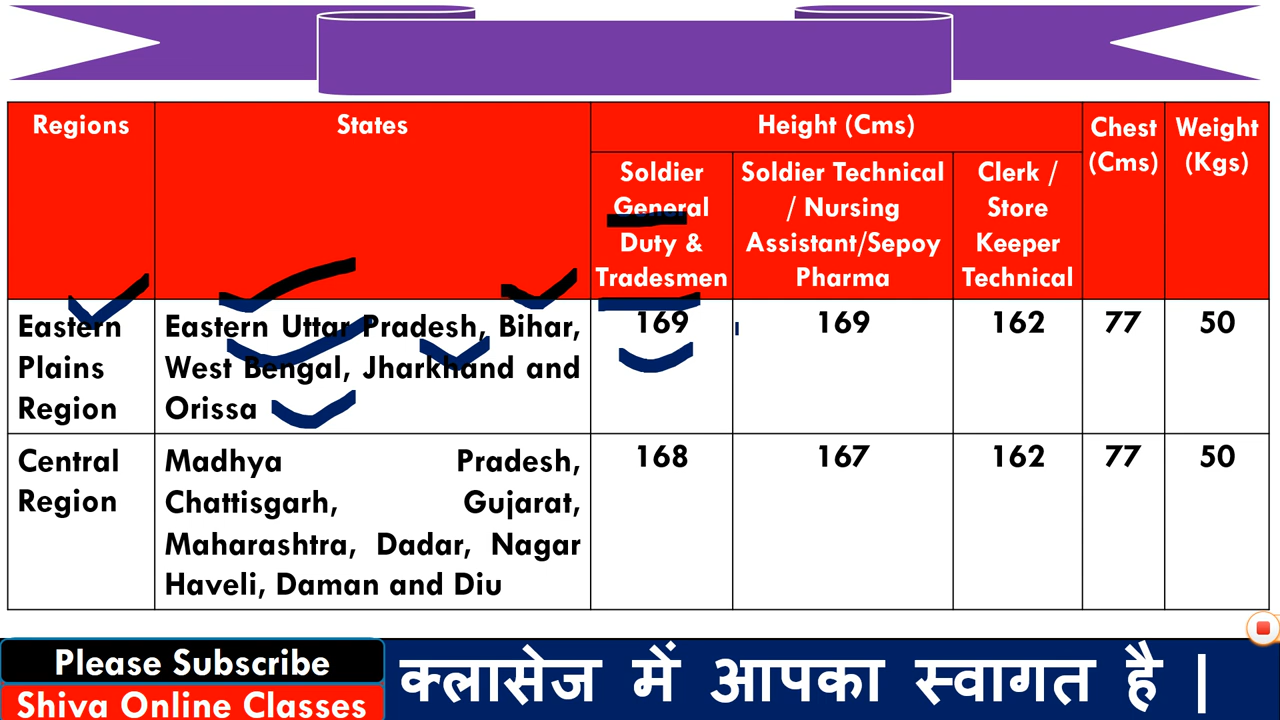 Regions
States
Height (Cms)
Chest
(Cms)
Weight
(Kgs)
Soldier
General
Duty &
Tradesmen
Soldier Technical
/ Nursing
Assistant/Sepoy
Pharma
Clerk /
Store
Keeper
Technical
Eastern
Plains
Region
Eastern Uttar Pradesh, Bihar,
West Bengal, Jharkhand and
Orissa
169
169
162
77
50
Central
Region
Madhya Pradesh,
Chattisgarh, Gujarat,
Maharashtra, Dadar, Nagar
Haveli, Daman and Diu
168
167
162
77
50
Please Subscribe
Shiva Online Classes
क्लासेज में आपका स्वागत है |